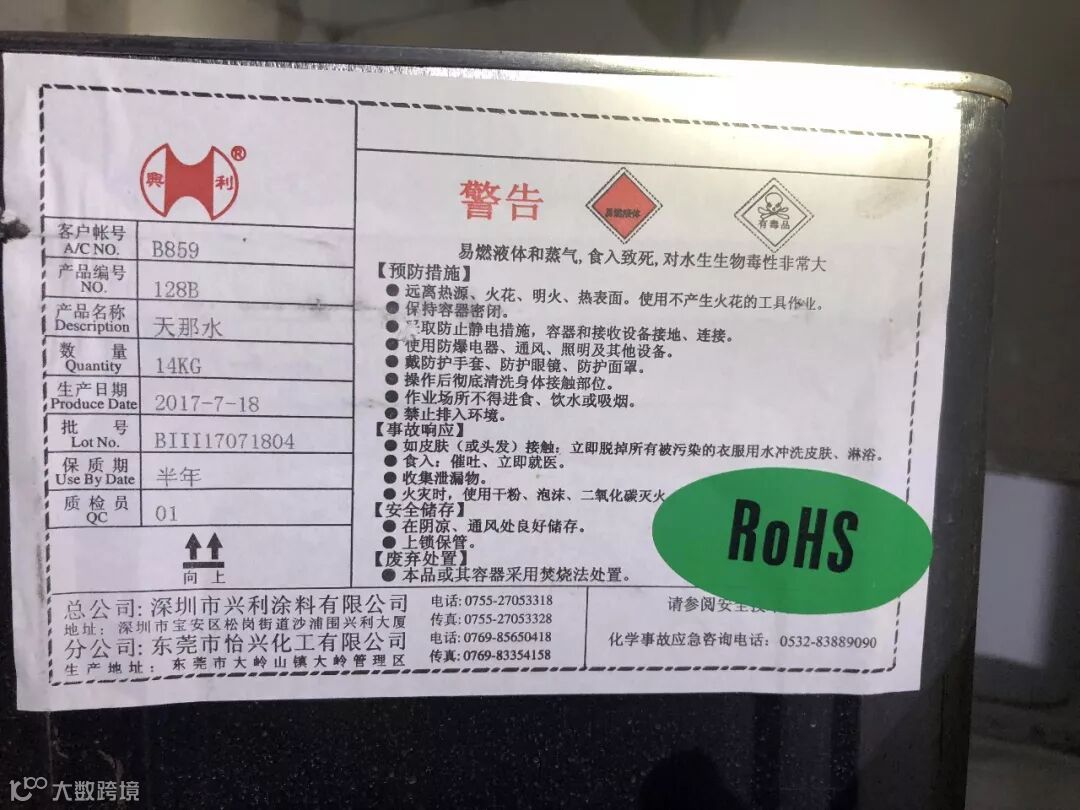 興 利 ®
客户帐号
A/C NO.
B859
产品编号
NO.
128B
产品名称
Description
天那水
数 量
Quantity
14KG
生产日期
Produce Date
2017-7-18
批 号
Lot No.
BIII17071804
保 质 期
Use By Date
半年
质 检 员
QC
01
向 上
警告
易燃液体
有毒品
易燃液体和蒸气,食入致死,对水生生物毒性非常大
【预防措施】
● 远离热源、火花、明火、热表面。使用不产生火花的工具作业。
● 保持容器密闭。
● 取防止静电措施，容器和接收设备接地、连接。
● 使用防爆电器、通风、照明及其他设备。
● 戴防护手套、防护眼镜、防护面罩。
● 操作后彻底清洗身体接触部位。
● 作业场所不得进食、饮水或吸烟。
● 禁止排入环境。
【事故响应】
● 如皮肤（或头发）接触：立即脱掉所有被污染的衣服用水冲洗皮肤、淋浴。
● 食入：催吐、立即就医。
● 收集泄漏物。
● 火灾时，使用干粉、泡沫、二氧化碳灭火
【安全储存】
● 在阴凉、通风处良好储存。
● 上锁保管。
【废弃处置】
● 本品或其容器采用焚烧法处置。
RoHS
总公司: 深圳市兴利涂料有限公司
地址: 深圳市宝安区松岗街道沙浦围兴利大厦
分公司: 东莞市怡兴化工有限公司
生产地址: 东莞市大岭山镇大岭管理区
电话: 0755-27053318
传真: 0755-27053328
电话: 0769-85650418
传真: 0769-83354158
请参阅安全技
化学事故应急咨询电话: 0532-83889090
大数跨境